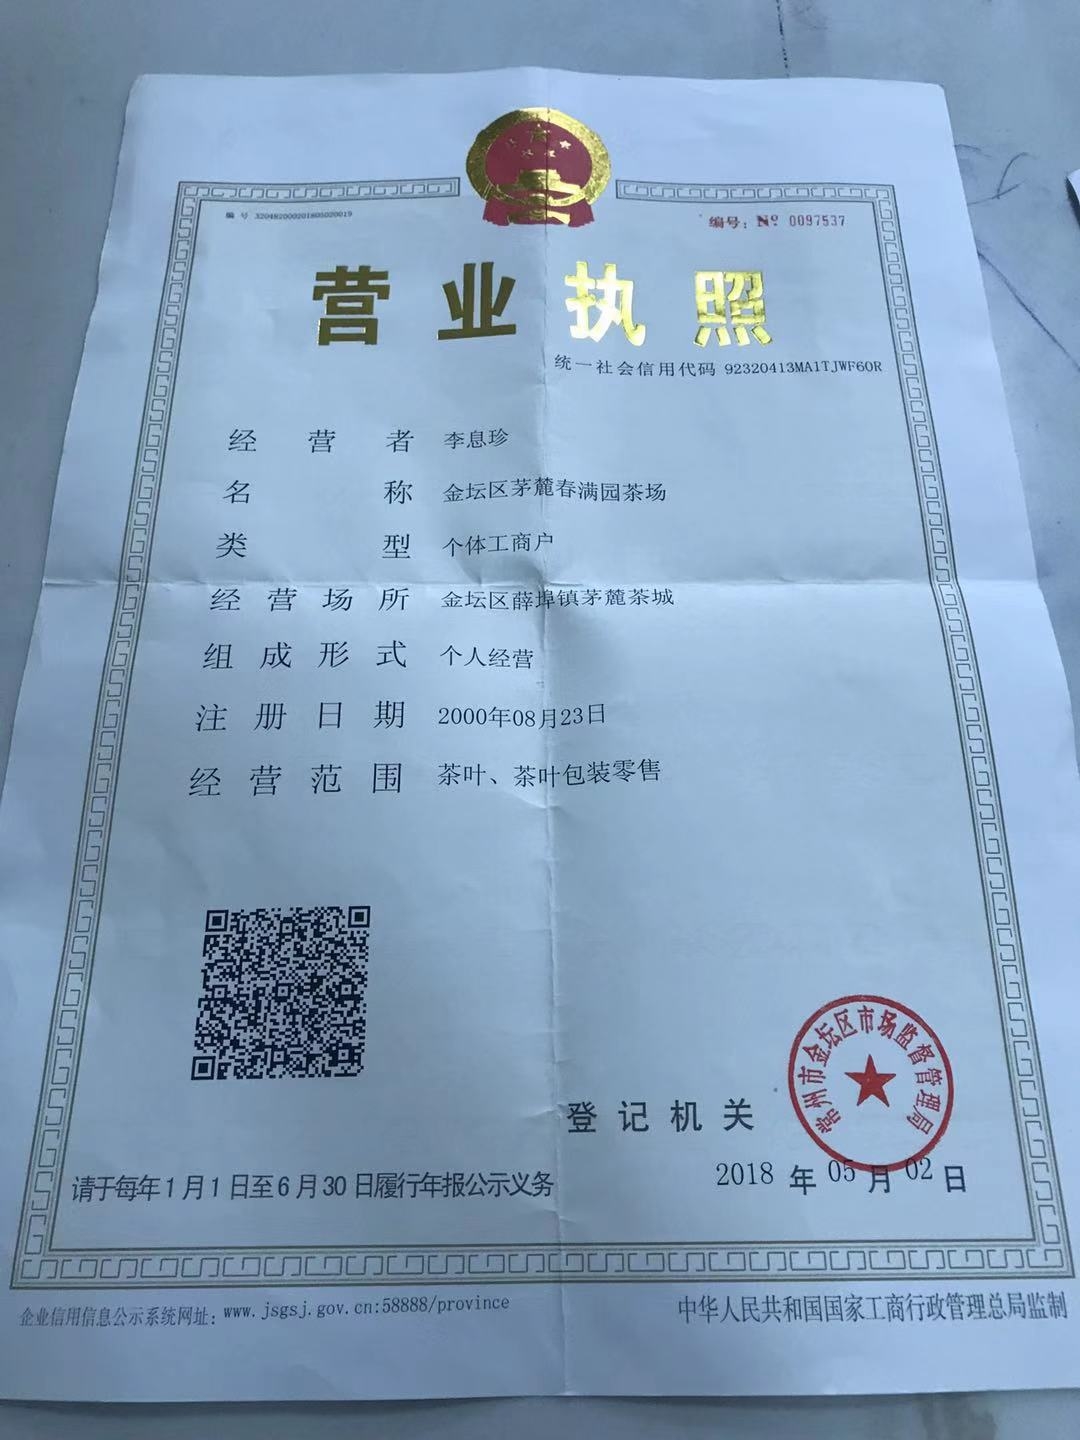 编 号 320482000201805020019
编号: № 0097537
营业执照
统一社会信用代码 92320413MA1TJWF60R
经营者 李息珍
名称 金坛区茅麓春满园茶场
类型 个体工商户
经营场所 金坛区薛埠镇茅麓茶城
组成形式 个人经营
注册日期 2000年08月23日
经营范围 茶叶、茶叶包装零售
常州市金坛区市场监督管理局
登记机关
2018 年 05 月 02 日
请于每年1月1日至6月30日履行年报公示义务
企业信用信息公示系统网址: www.jsgsj.gov.cn:58888/province
中华人民共和国国家工商行政管理总局监制